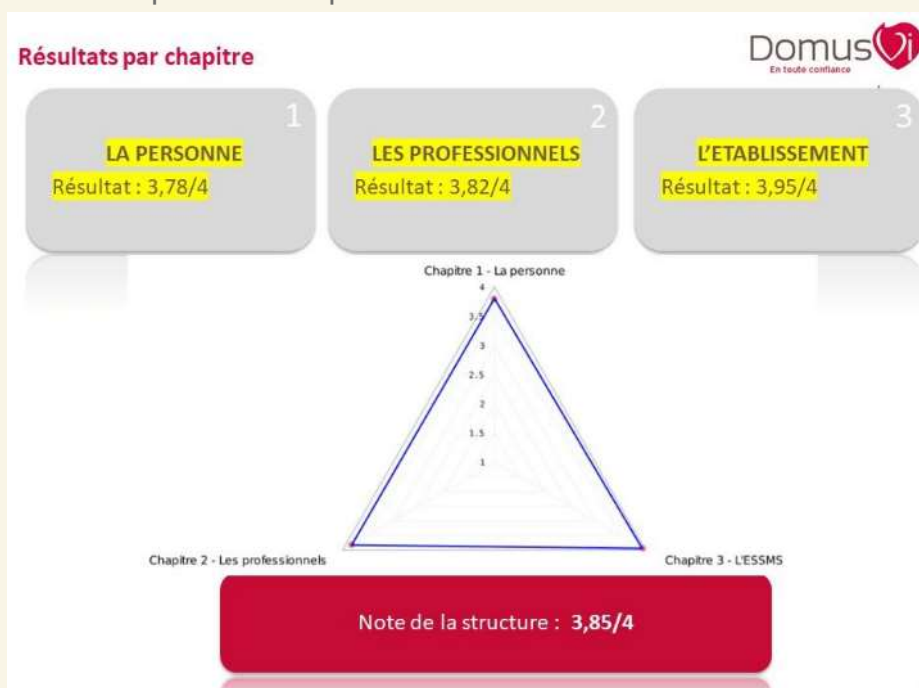 Résultats par chapitre
DomusVi
En toute confiance
1
LA PERSONNE
Résultat : 3,78/4
2
LES PROFESSIONNELS
Résultat : 3,82/4
3
L'ETABLISSEMENT
Résultat : 3,95/4
Chapitre 1 - La personne
4
3.5
3
2.5
2
1.5
1
Chapitre 2 - Les professionnels
Chapitre 3 - L'ESSMS
Note de la structure : 3,85/4